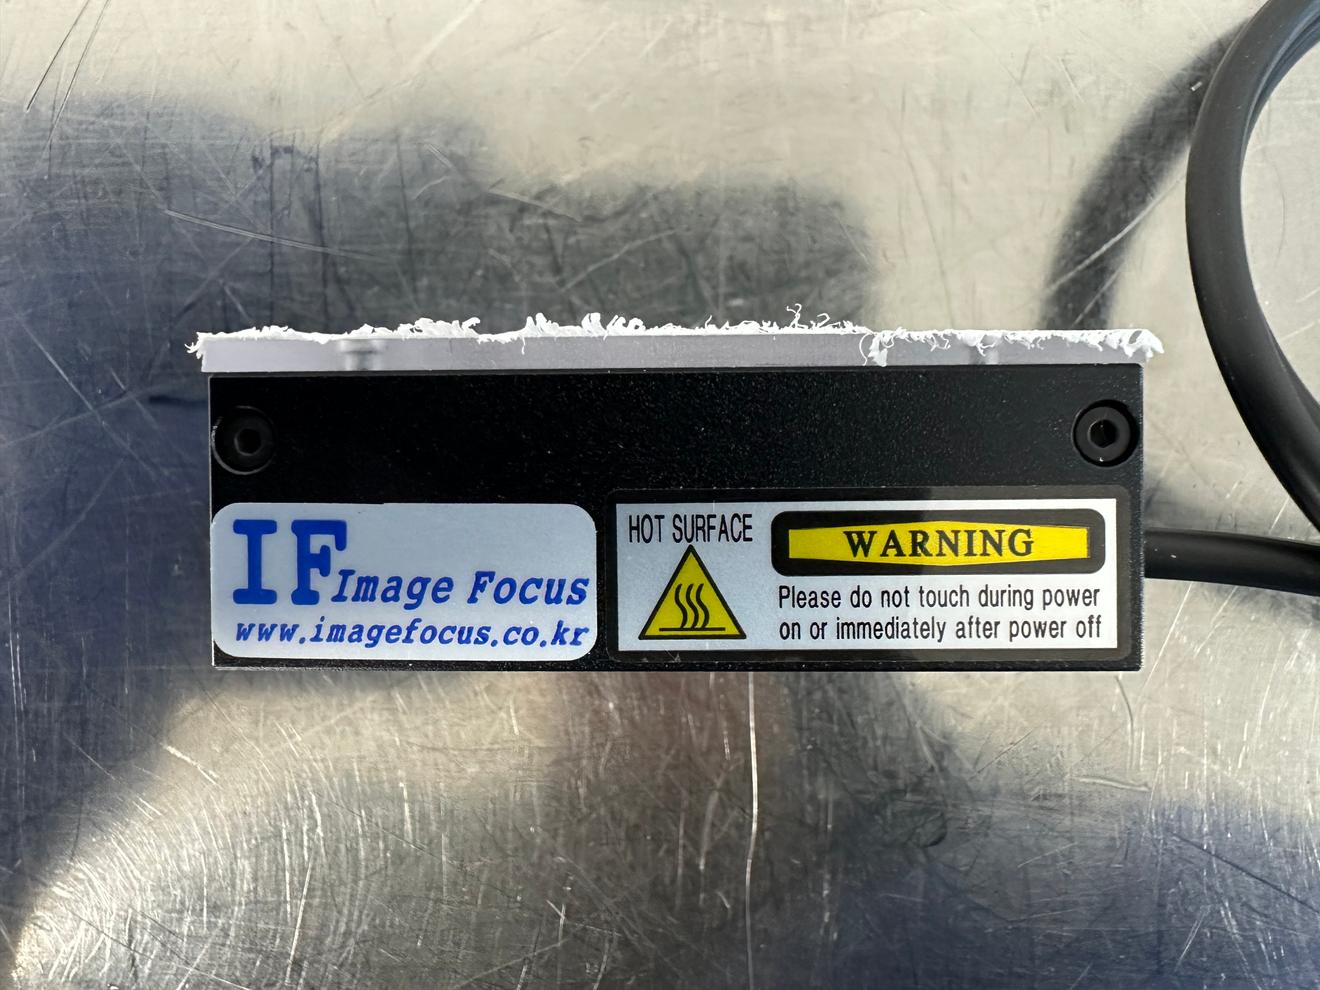 IF Image Focus
www.imagefocus.co.kr
HOT SURFACE
WARNING
Please do not touch during power
on or immediately after power off